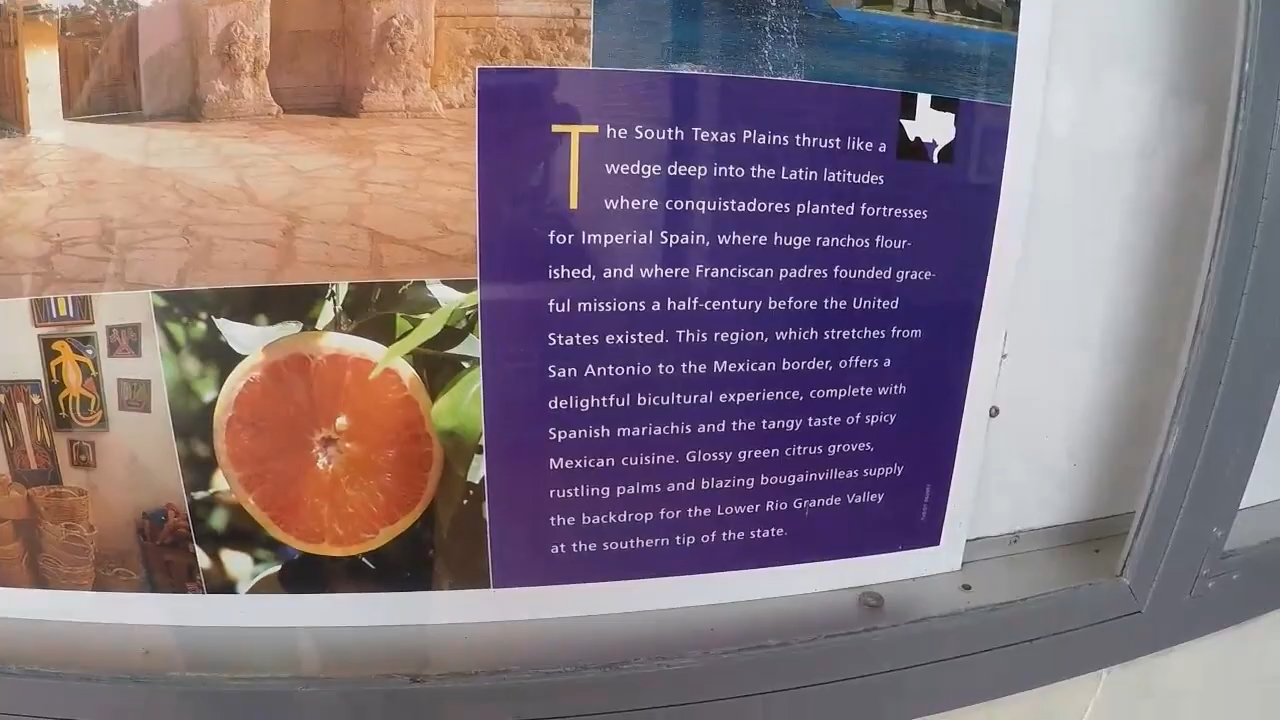 The South Texas Plains thrust like a
wedge deep into the Latin latitudes
where conquistadores planted fortresses
for Imperial Spain, where huge ranchos flour-
ished, and where Franciscan padres founded grace-
ful missions a half-century before the United
States existed. This region, which stretches from
San Antonio to the Mexican border, offers a
delightful bicultural experience, complete with
Spanish mariachis and the tangy taste of spicy
Mexican cuisine. Glossy green citrus groves,
rustling palms and blazing bougainvilleas supply
the backdrop for the Lower Rio Grande Valley
at the southern tip of the state.